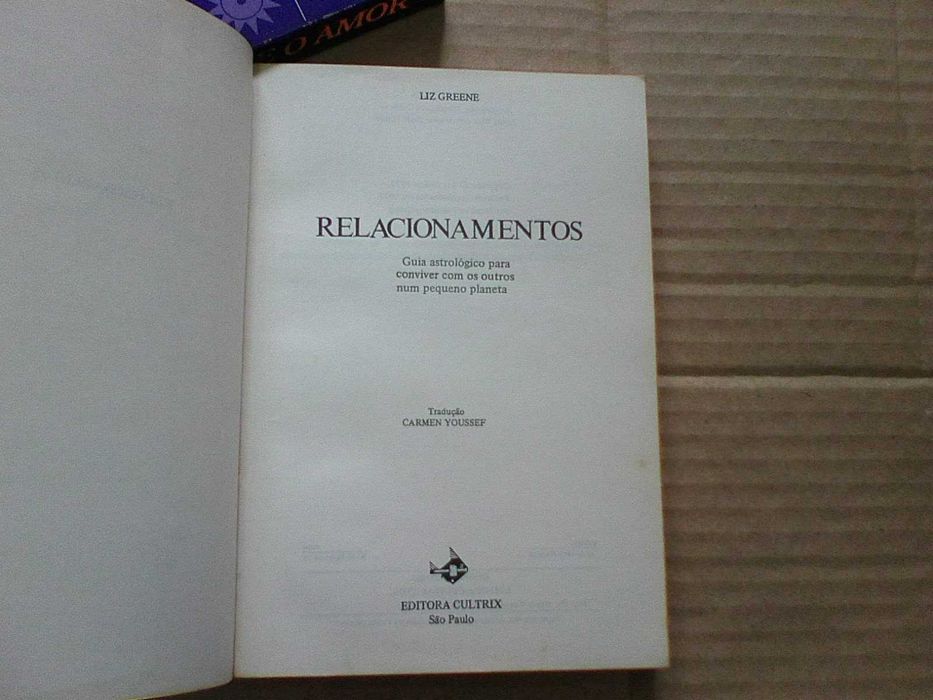 O AMOR
LIZ GREENE
RELACIONAMENTOS
Guia astrológico para
conviver com os outros
num pequeno planeta
Tradução
CARMEN YOUSSEF
EDITORA CULTRIX
São Paulo